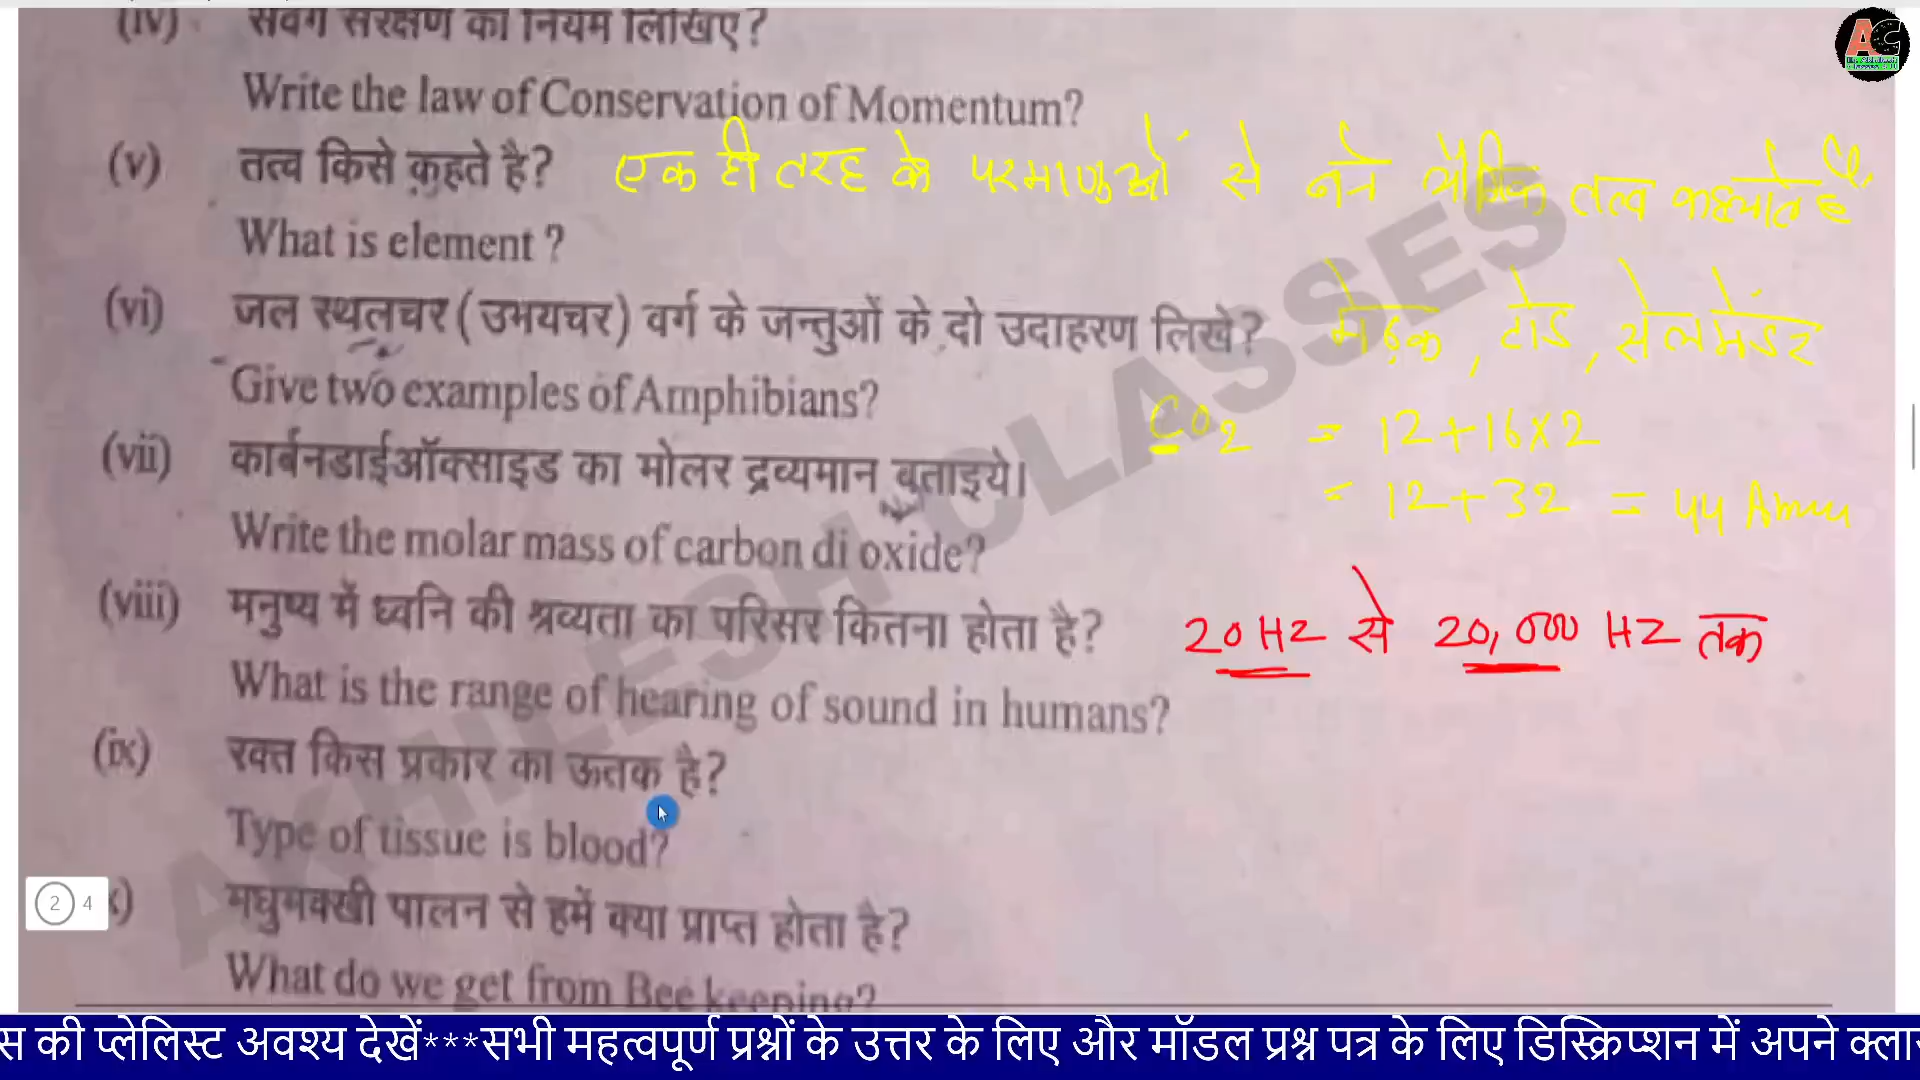 (iv) संवेग संरक्षण का नियम लिखिए?
Write the law of Conservation of Momentum?
(v) तत्व किसे कहते है? एक ही तरह के परमाणुओं से बने यौगिक तत्व कहलाते है
What is element ?
(vi) जल स्थलचर (उभयचर) वर्ग के जन्तुओं के दो उदाहरण लिखे? मेढ़क, टोड, सेलमेंडर
Give two examples of Amphibians?
CO2 = 12+16×2
(vii) कार्बनडाईऑक्साइड का मोलर द्रव्यमान बताइये।
= 12+32 = 44 Amu
Write the molar mass of carbon di oxide?
(viii) मनुष्य में ध्वनि की श्रव्यता का परिसर कितना होता है? 20 HZ से 20,000 HZ तक
What is the range of hearing of sound in humans?
(ix) रक्त किस प्रकार का ऊतक है?
Type of tissue is blood?
2 4 मधुमक्खी पालन से हमें क्या प्राप्त होता है?
What do we get from Bee keeping?
AKHILESH CLASSES
AC
की प्लेलिस्ट अवश्य देखें***सभी महत्वपूर्ण प्रश्नों के उत्तर के लिए और मॉडल प्रश्न पत्र के लिए डिस्क्रिप्शन में अपने